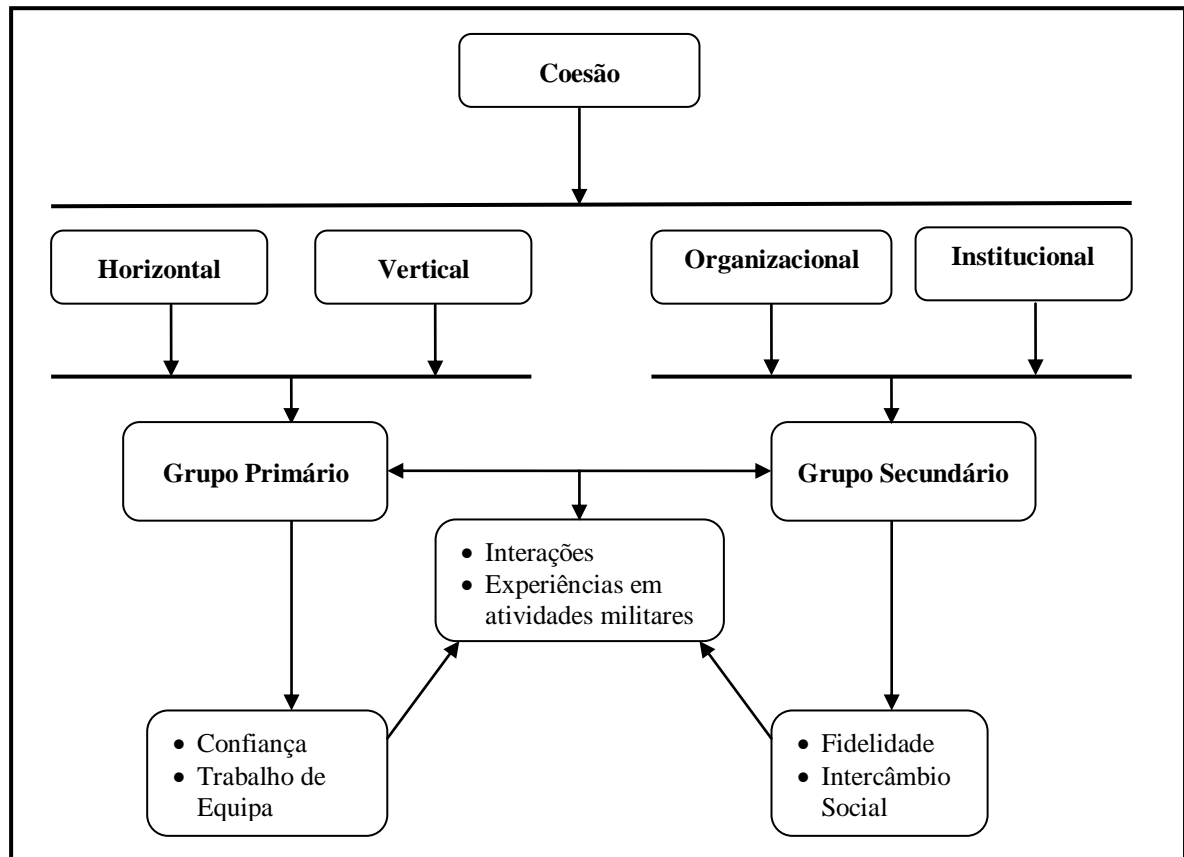 Coesão
Horizontal
Vertical
Organizacional
Institucional
Grupo Primário
Grupo Secundário
• Interações
• Experiências em
atividades militares
• Confiança
• Trabalho de
Equipa
• Fidelidade
• Intercâmbio
Social